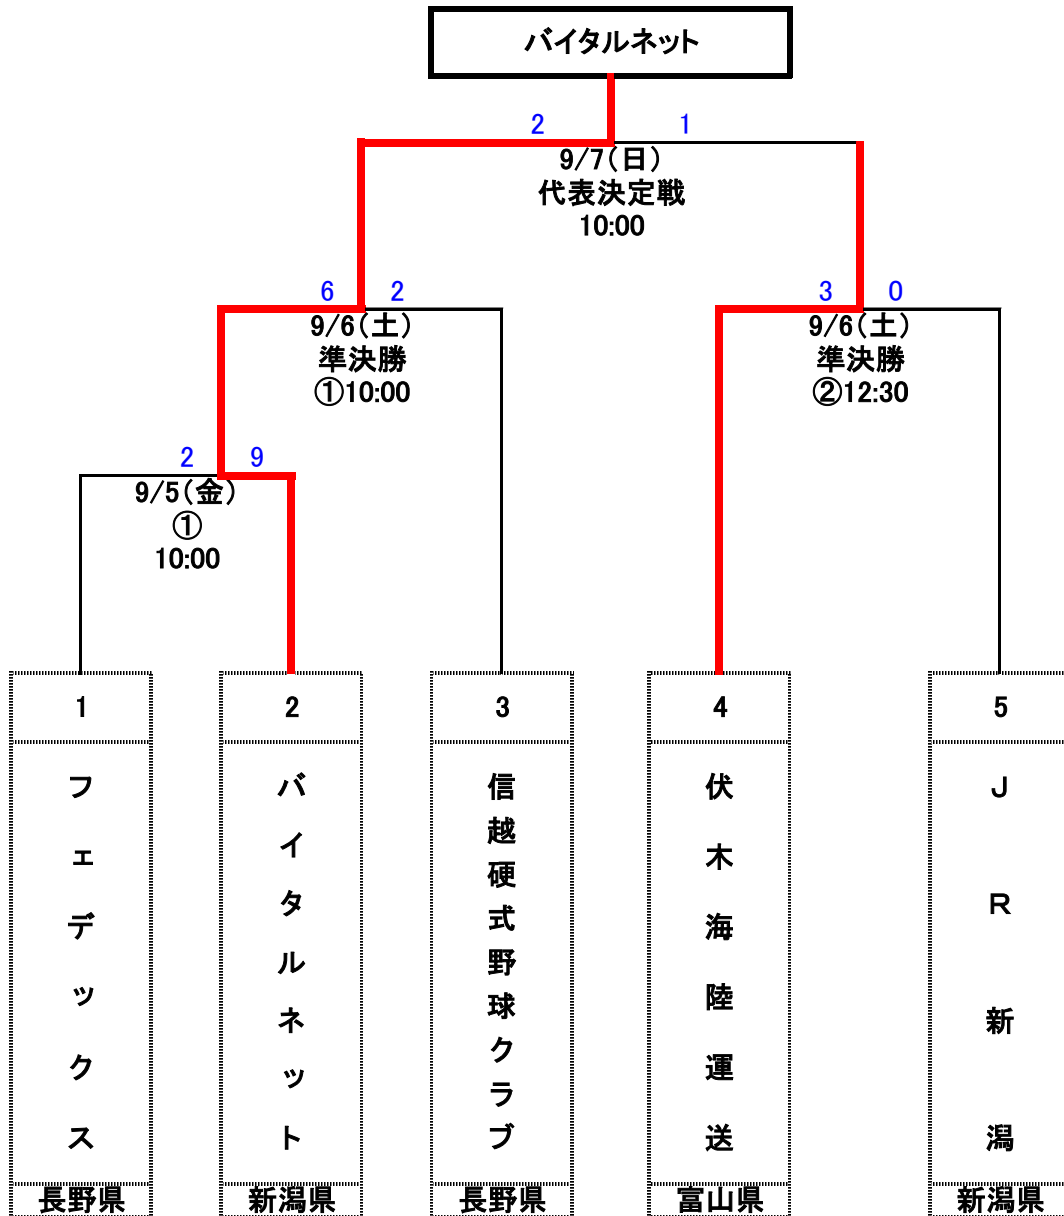 バイタルネット
2 1
9/7(日)
代表決定戦
10:00
6 2 3 0
9/6(土) 9/6(土)
準決勝 準決勝
①10:00 ②12:30
2 9
9/5(金)
①
10:00
1 2 3 4 5
フェデックス
バイタルネット
信越硬式野球クラブ
伏木海陸運送
JR新潟
長野県 新潟県 長野県 富山県 新潟県